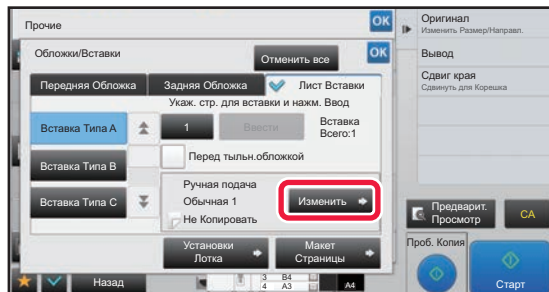 Прочие
OK
Обложки/Вставки
Отменить все
OK
Передняя Обложка
Задняя Обложка
Лист Вставки
Укаж. стр. для вставки и нажм. Ввод
Вставка Типа A
1
Ввести
Вставка
Всего:1
Вставка Типа B
Перед тыльн.обложкой
Вставка Типа C
Ручная подача
Обычная 1
Не Копировать
Изменить
Установки
Лотка
Макет
Страницы
Назад
3 B4
4 A3
A4
Оригинал
Изменить Размер/Направл.
Вывод
Сдвиг края
Сдвинуть для Корешка
Предварит.
Просмотр
CA
Проб. Копия
Старт